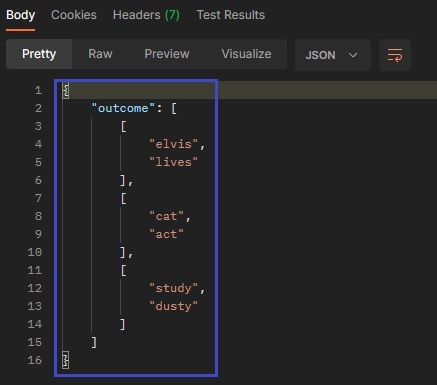 Body Cookies Headers (7) Test Results
Pretty Raw Preview Visualize JSON
1 {
2 "outcome": [
3 [
4 "elvis",
5 "lives"
6 ],
7 [
8 "cat",
9 "act"
10 ],
11 [
12 "study",
13 "dusty"
14 ]
15 ]
16 }